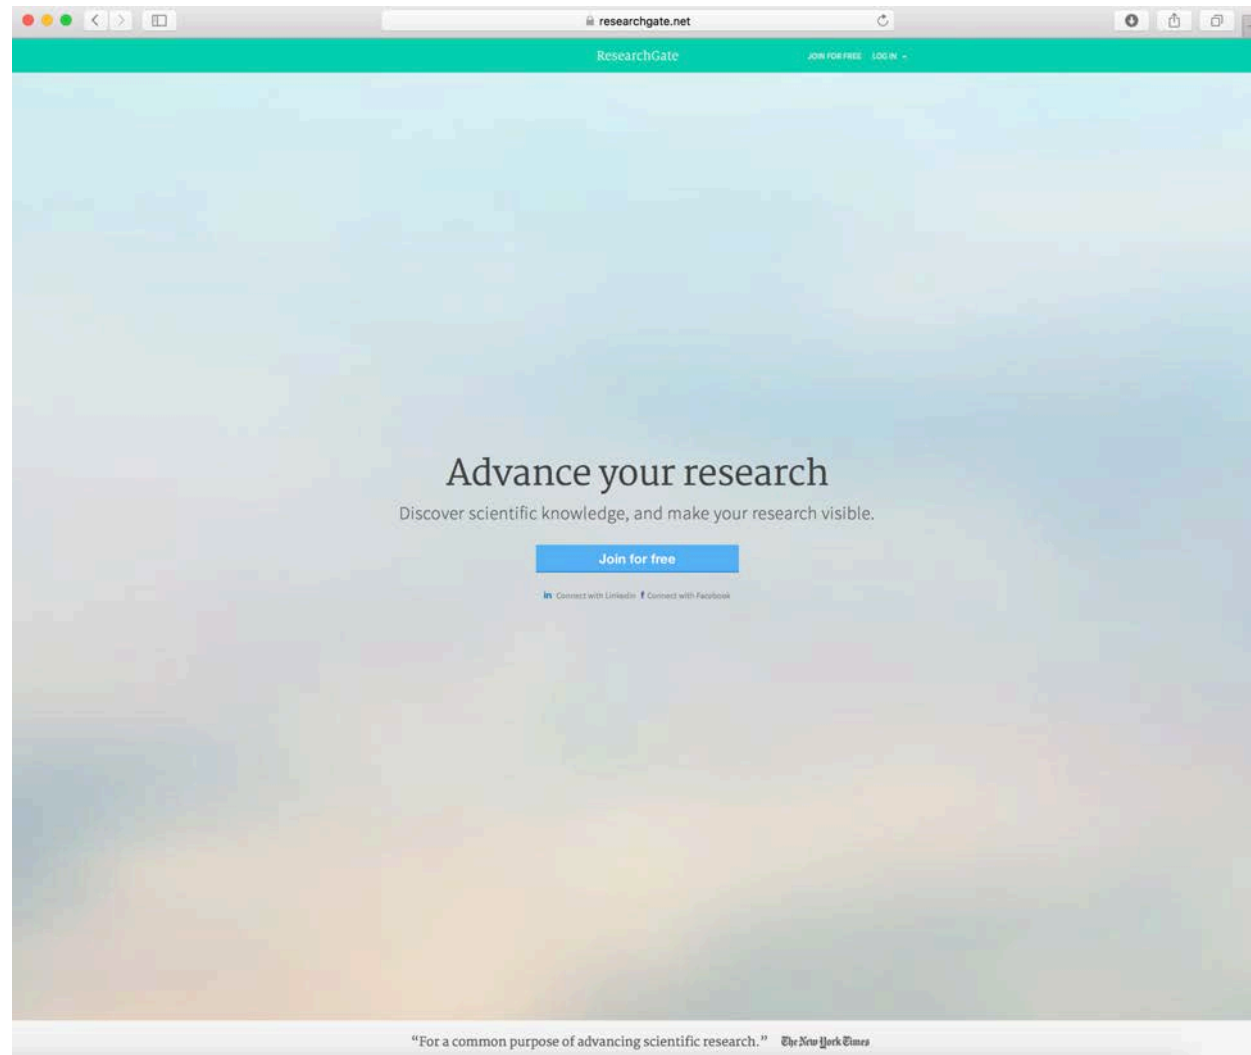 researchgate.net
ResearchGate
JOIN FOR FREE LOG IN
Advance your research
Discover scientific knowledge, and make your research visible.
Join for free
in Connect with LinkedIn f Connect with Facebook
“For a common purpose of advancing scientific research.” The New York Times